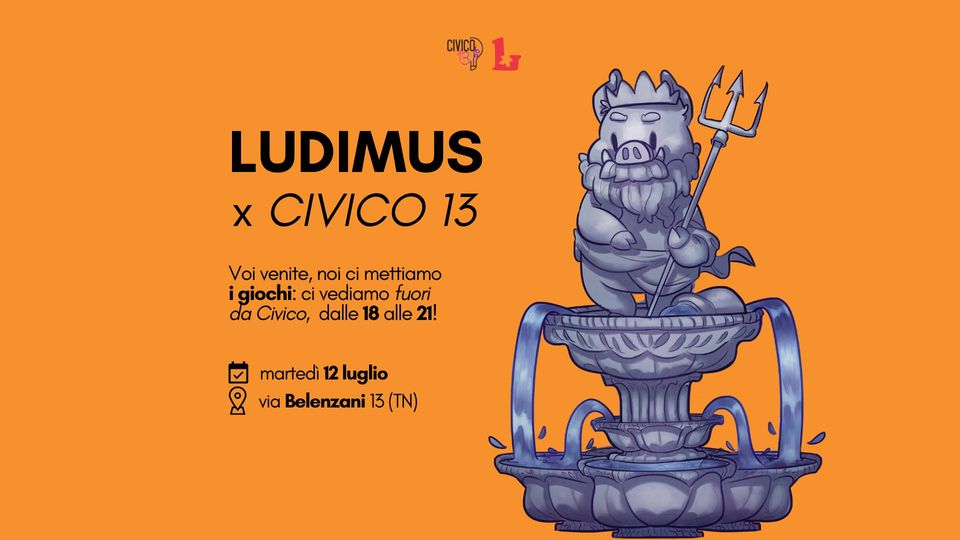 CIVICO
13
L
LUDIMUS
x CIVICO 13
Voi venite, noi ci mettiamo
i giochi: ci vediamo fuori
da Civico, dalle 18 alle 21!
martedì 12 luglio
via Belenzani 13 (TN)